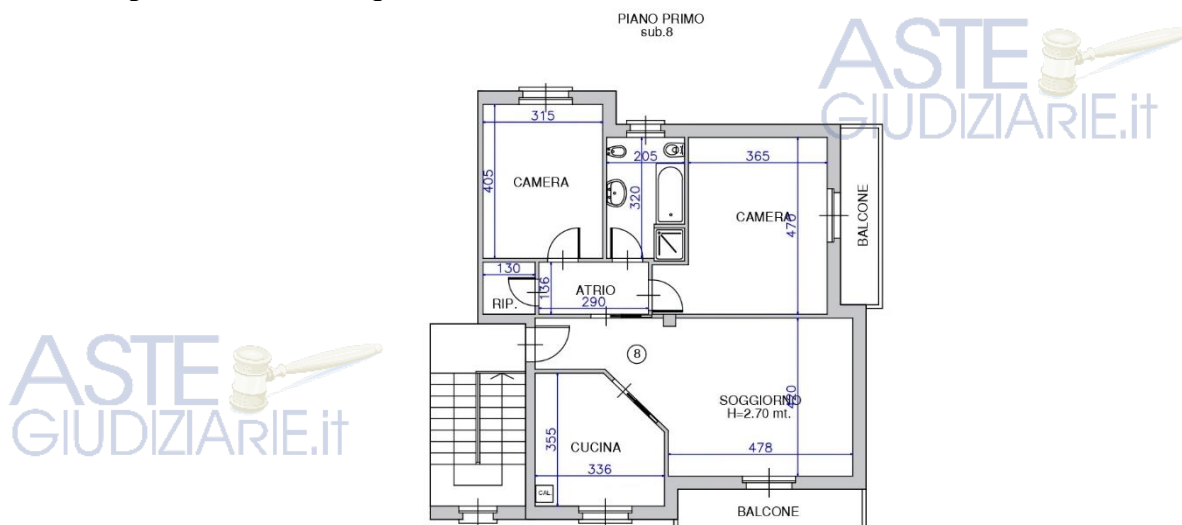 PIANO PRIMO
sub.8
ASTE
GIUDIZIARIE.it
315
205
365
405
CAMERA
320
CAMERA
470
BALCONE
130
136
ATRIO
290
RIP.
8
ASTE
GIUDIZIARIE.it
SOGGIORNO
H=2.70 mt.
420
355
CUCINA
336
478
CAL.
BALCONE